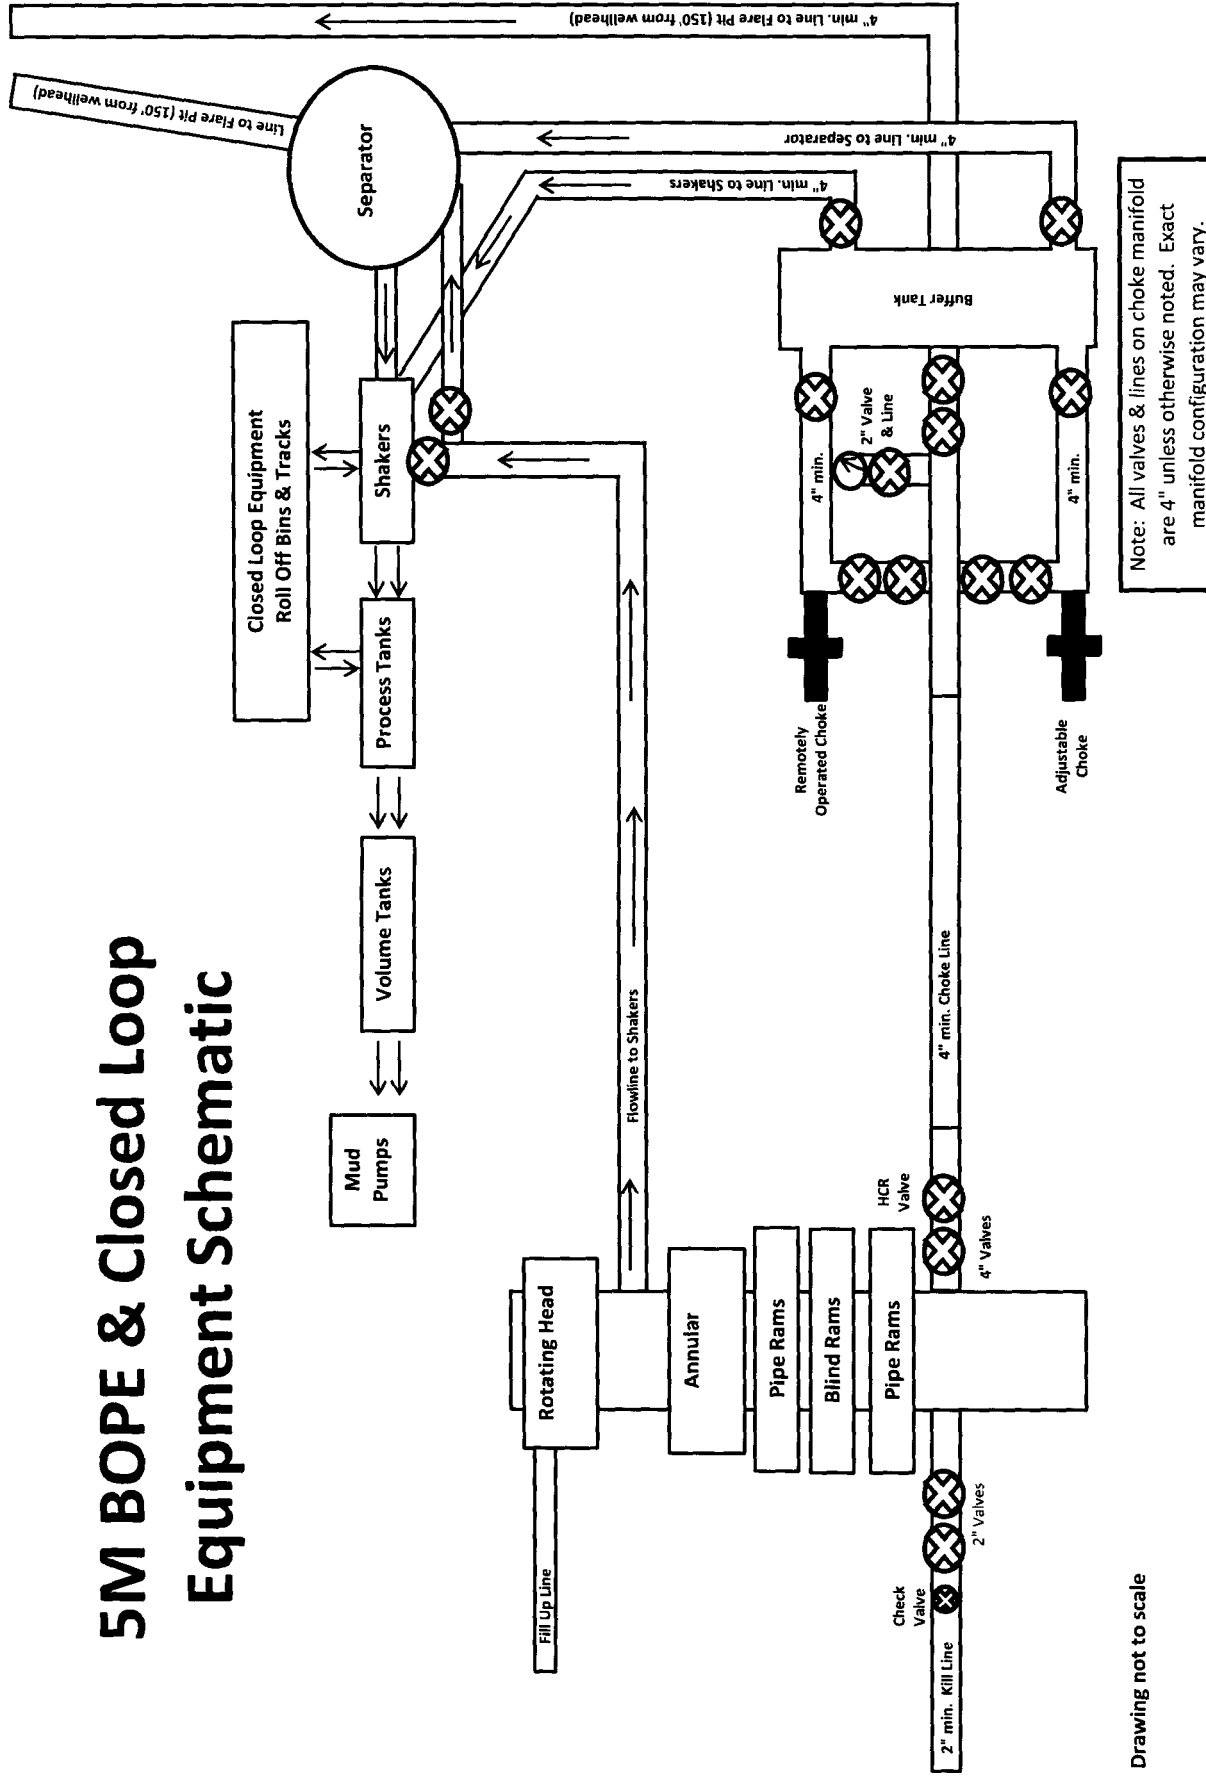 5M BOPE & Closed Loop
Equipment Schematic
Closed Loop Equipment
Roll Off Bins & Tracks
Mud
Pumps
Volume Tanks
Process Tanks
Shakers
Separator
Line to Flare Pit (150' from wellhead)
4" min. Line to Flare Pit (150' from wellhead)
Fill Up Line
Rotating Head
Flowline to Shakers
4" min. Line to Shakers
4" min. Line to Separator
Annular
Pipe Rams
Blind Rams
Pipe Rams
HCR
Valve
4" Valves
4" min. Choke Line
Remotely
Operated Choke
Adjustable
Choke
4" min.
2" Valve
& Line
4" min.
Buffer Tank
Check
Valve
2" min. Kill Line
2" Valves
Drawing not to scale
Note: All valves & lines on choke manifold
are 4" unless otherwise noted. Exact
manifold configuration may vary.